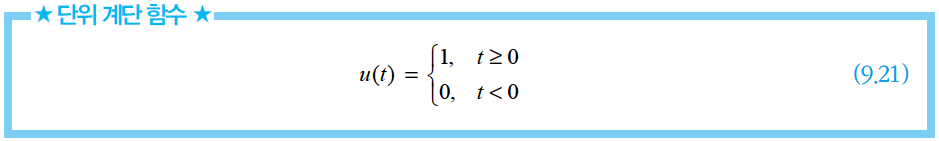 ★ 단위 계단 함수 ★
u(t) = {1, t ≥ 0
0, t < 0
(9.21)